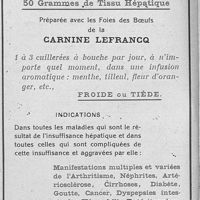 50 Grammes de Tissu Hépatique
Préparée avec les Foies des Bœufs
de la
CARNINE LEFRANCQ
1 à 3 cuillerées à bouche par jour, à n'im-
porte quel moment, dans une infusion
aromatique : menthe, tilleul, fleur d'oran-
ger, etc.,
FROIDE ou TIÈDE.
INDICATIONS
Dans toutes les maladies qui sont le ré-
sultat de l'insuffisance hépatique et dans
toutes celles qui sont compliquées de
cette insuffisance et aggravées par elle :
Manifestations multiples et variées
de l'Arthritisme, Néphrites, Arté-
riosclérose, Cirrhoses, Diabète,
Goutte, Cancer, Dyspepsies intes-